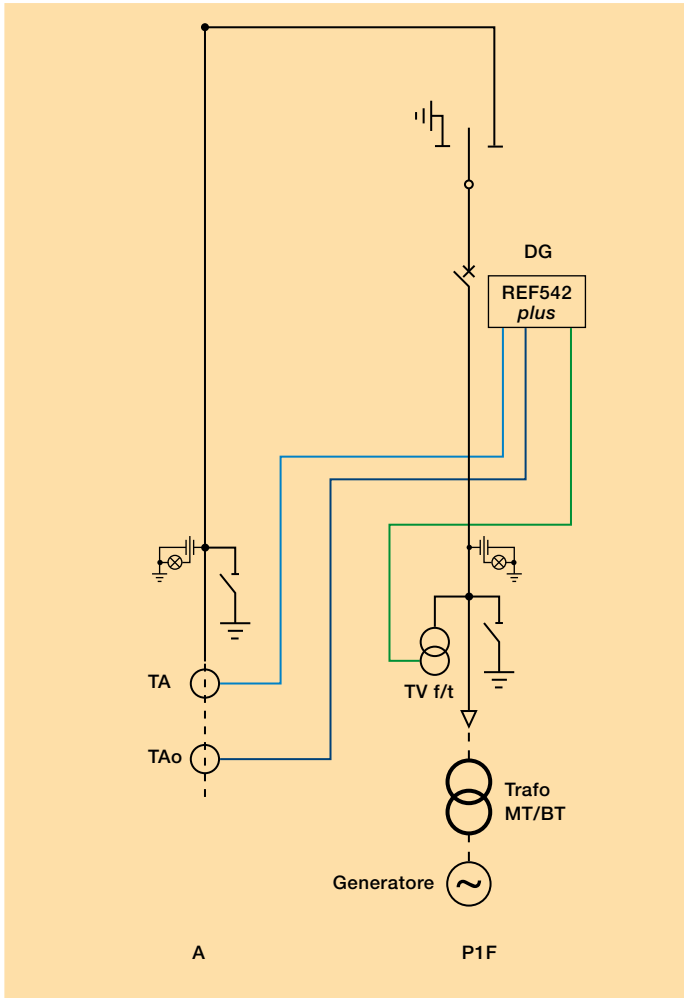 DG
REF542
plus
TA
TV f/t
TAo
Trafo
MT/BT
Generatore
A
P1F